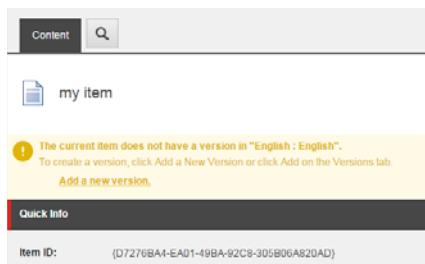 Content
my item
The current item does not have a version in "English : English".
To create a version, click Add a New Version or click Add on the Versions tab.
Add a new version.
Quick Info
Item ID: {D7276BA4-EA01-49BA-92C8-305B06A820AD}